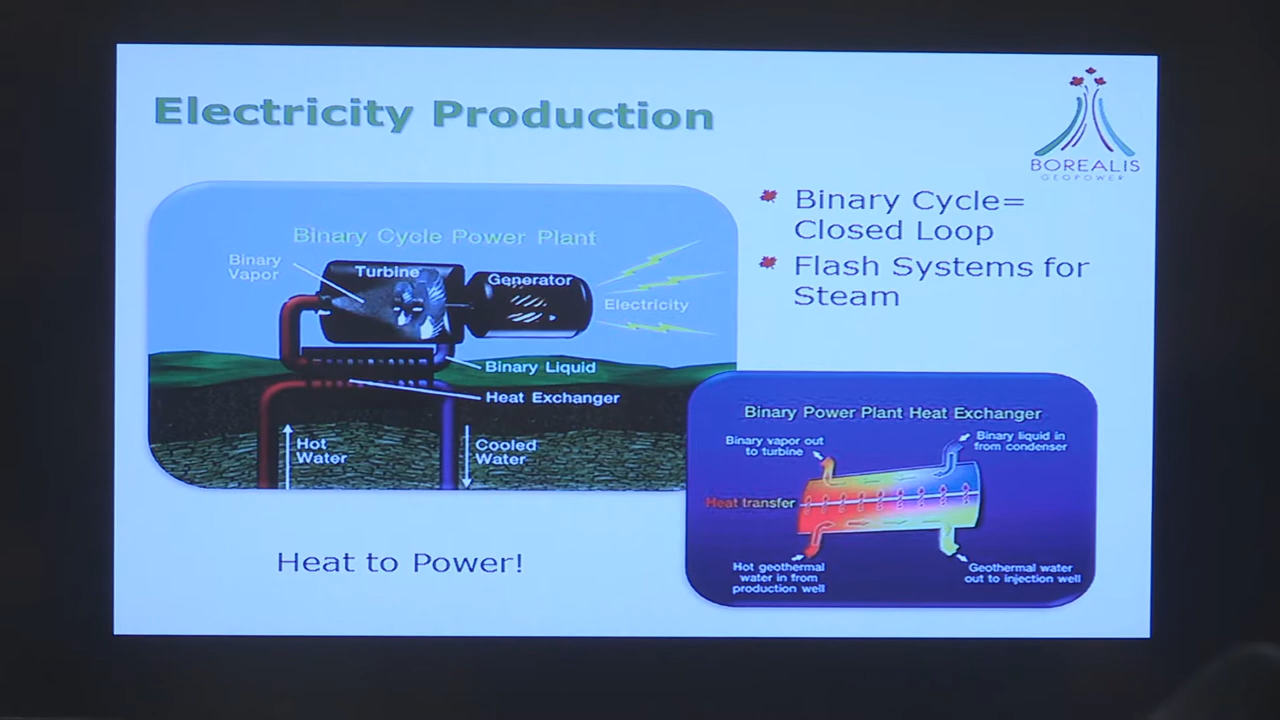 Electricity Production
BOREALIS
GEOPOWER
Binary Cycle=
Closed Loop
Flash Systems for
Steam
Binary Cycle Power Plant
Binary
Vapor
Turbine
Generator
Electricity
Binary Liquid
Heat Exchanger
Hot
Water
Cooled
Water
Binary Power Plant Heat Exchanger
Binary vapor out
to turbine
Binary liquid in
from condenser
Heat transfer
Hot geothermal
water in from
production well
Geothermal water
out to injection well
Heat to Power!